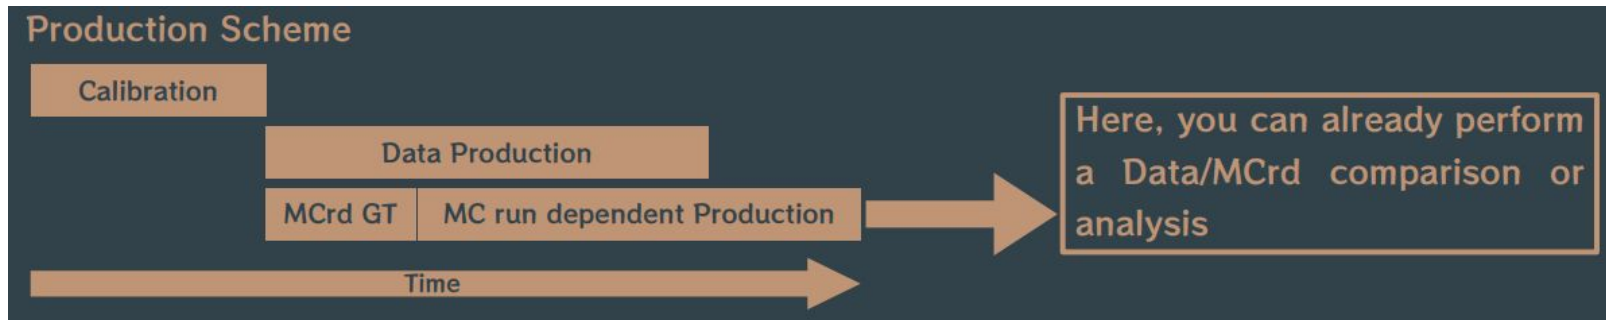 Production Scheme
Calibration
Data Production
MCrd GT
MC run dependent Production
Time
Here, you can already perform
a Data/MCrd comparison or
analysis